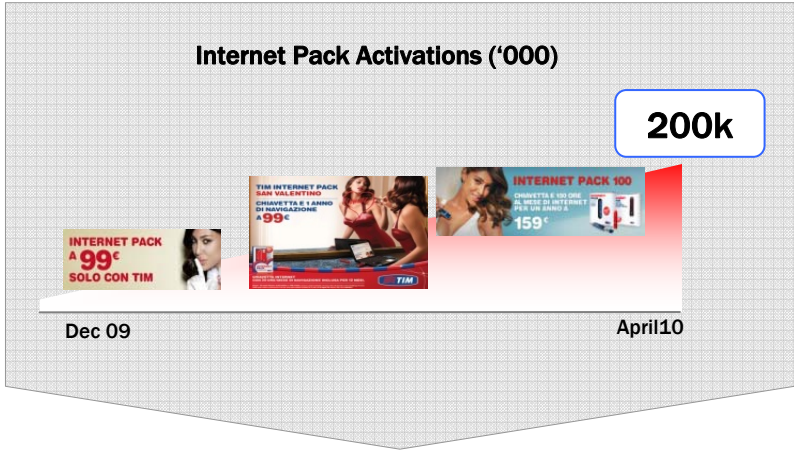 Internet Pack Activations (‘000)
200k
INTERNET PACK 100
CHIAVETTA E 100 ORE
AL MESE DI INTERNET
PER UN ANNO A
159€
TIM INTERNET PACK
SAN VALENTINO
CHIAVETTA E 1 ANNO
DI NAVIGAZIONE
A 99€
TIM
INTERNET PACK
A 99€
SOLO CON TIM
Dec 09
April10